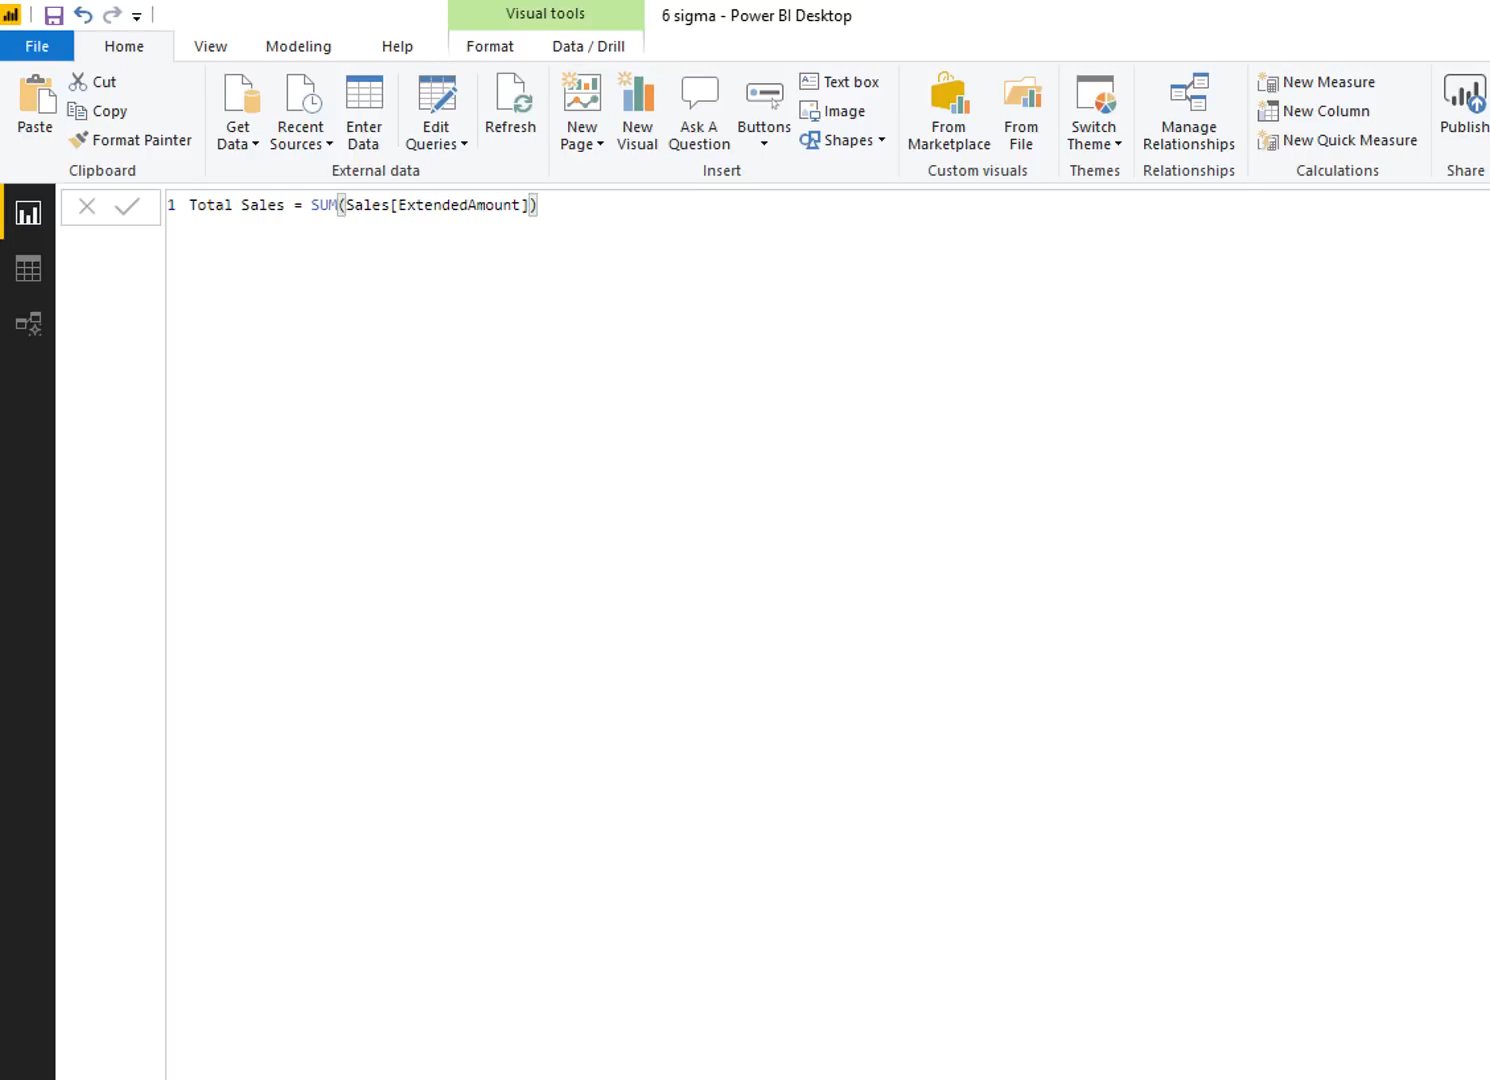 Visual tools
6 sigma - Power BI Desktop
File Home View Modeling Help Format Data / Drill
Paste
Cut
Copy
Format Painter
Clipboard
Get Data
Recent Sources
Enter Data
Edit Queries
External data
Refresh
New Page
New Visual
Ask A Question
Buttons
Text box
Image
Shapes
Insert
From Marketplace
From File
Custom visuals
Switch Theme
Themes
Manage Relationships
Relationships
New Measure
New Column
New Quick Measure
Calculations
Publish
Share
1 Total Sales = SUM(Sales[ExtendedAmount])